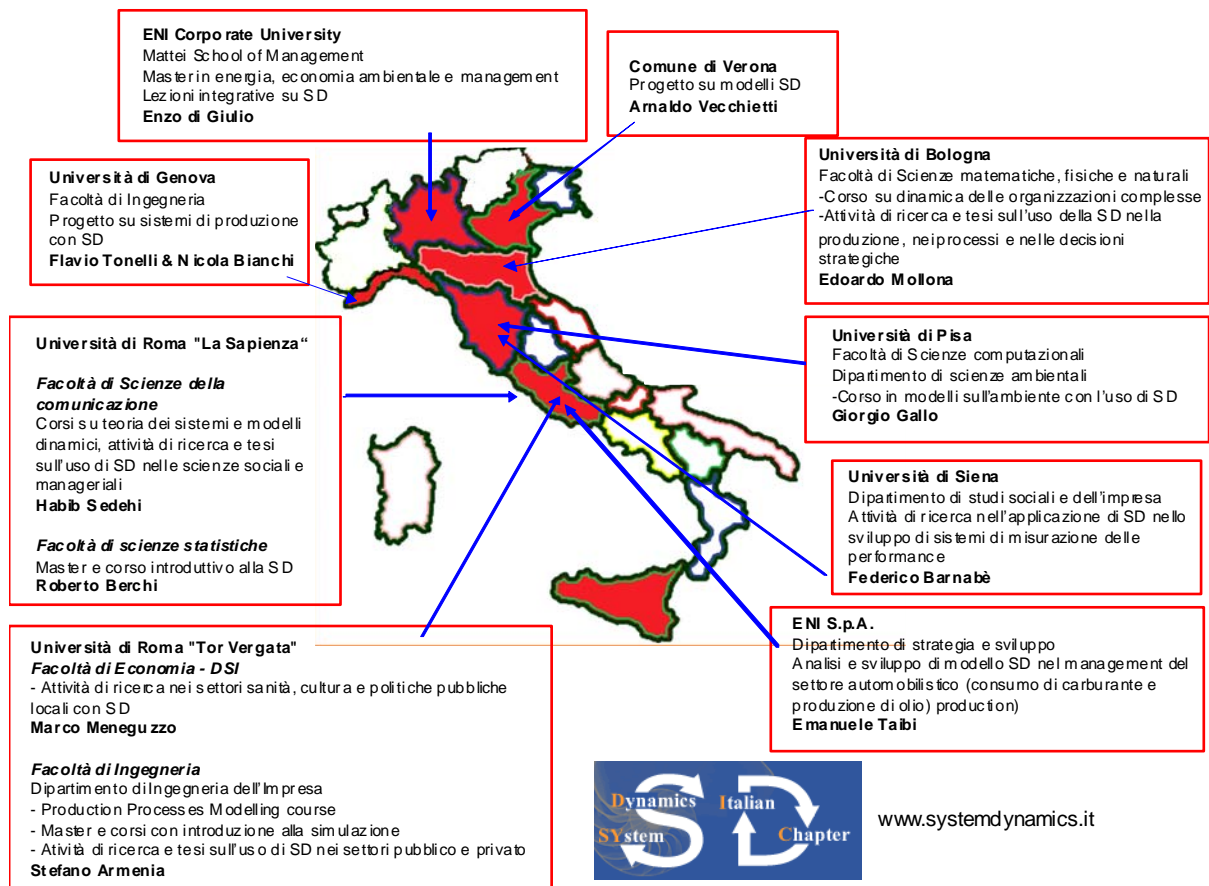 ENI Corporate University
Mattei School of Management
Master in energia, economia ambientale e management
Lezioni integrative su SD
Enzo di Giulio
Comune di Verona
Progetto su modelli SD
Arnaldo Vecchietti
Università di Genova
Facoltà di Ingegneria
Progetto su sistemi di produzione
con SD
Flavio Tonelli & Nicola Bianchi
Università di Bologna
Facoltà di Scienze matematiche, fisiche e naturali
-Corso su dinamica delle organizzazioni complesse
-Attività di ricerca e tesi sull'uso della SD nella
produzione, nei processi e nelle decisioni
strategiche
Edoardo Mollona
Università di Roma "La Sapienza“
Facoltà di Scienze della
comunicazione
Corsi su teoria dei sistemi e modelli
dinamici, attività di ricerca e tesi
sull'uso di SD nelle scienze sociali e
manageriali
Habib Sedehi
Facoltà di scienze statistiche
Master e corso introduttivo alla SD
Roberto Berchi
Università di Pisa
Facoltà di Scienze computazionali
Dipartimento di scienze ambientali
-Corso in modelli sull'ambiente con l'uso di SD
Giorgio Gallo
Università di Siena
Dipartimento di studi sociali e dell'impresa
Attività di ricerca nell'applicazione di SD nello
sviluppo di sistemi di misurazione delle
performance
Federico Barnabè
Università di Roma "Tor Vergata"
Facoltà di Economia - DSI
- Attività di ricerca nei settori sanità, cultura e politiche pubbliche
locali con SD
Marco Meneguzzo
Facoltà di Ingegneria
Dipartimento di Ingegneria dell'Impresa
- Production Processes Modelling course
- Master e corsi con introduzione alla simulazione
- Atività di ricerca e tesi sull'uso di SD nei settori pubblico e privato
Stefano Armenia
ENI S.p.A.
Dipartimento di strategia e sviluppo
Analisi e sviluppo di modello SD nel management del
settore automobilistico (consumo di carburante e
produzione di olio) production)
Emanuele Taibi
Dynamics Italian
SYstem Chapter
www.systemdynamics.it